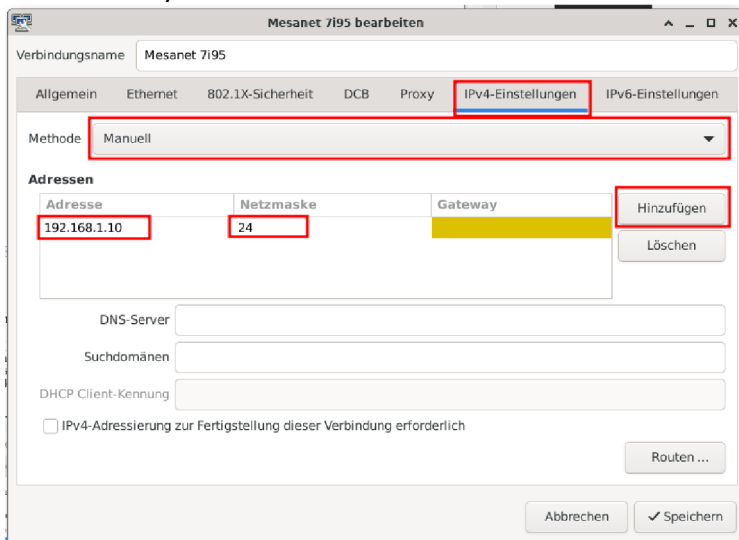 Mesanet 7i95 bearbeiten
Verbindungsname Mesanet 7i95
Allgemein Ethernet 802.1X-Sicherheit DCB Proxy IPv4-Einstellungen IPv6-Einstellungen
Methode Manuell
Adressen
Adresse Netzmaske Gateway Hinzufügen
192.168.1.10 24
Löschen
DNS-Server
Suchdomänen
DHCP Client-Kennung
IPv4-Adressierung zur Fertigstellung dieser Verbindung erforderlich
Routen ...
Abbrechen ✓ Speichern